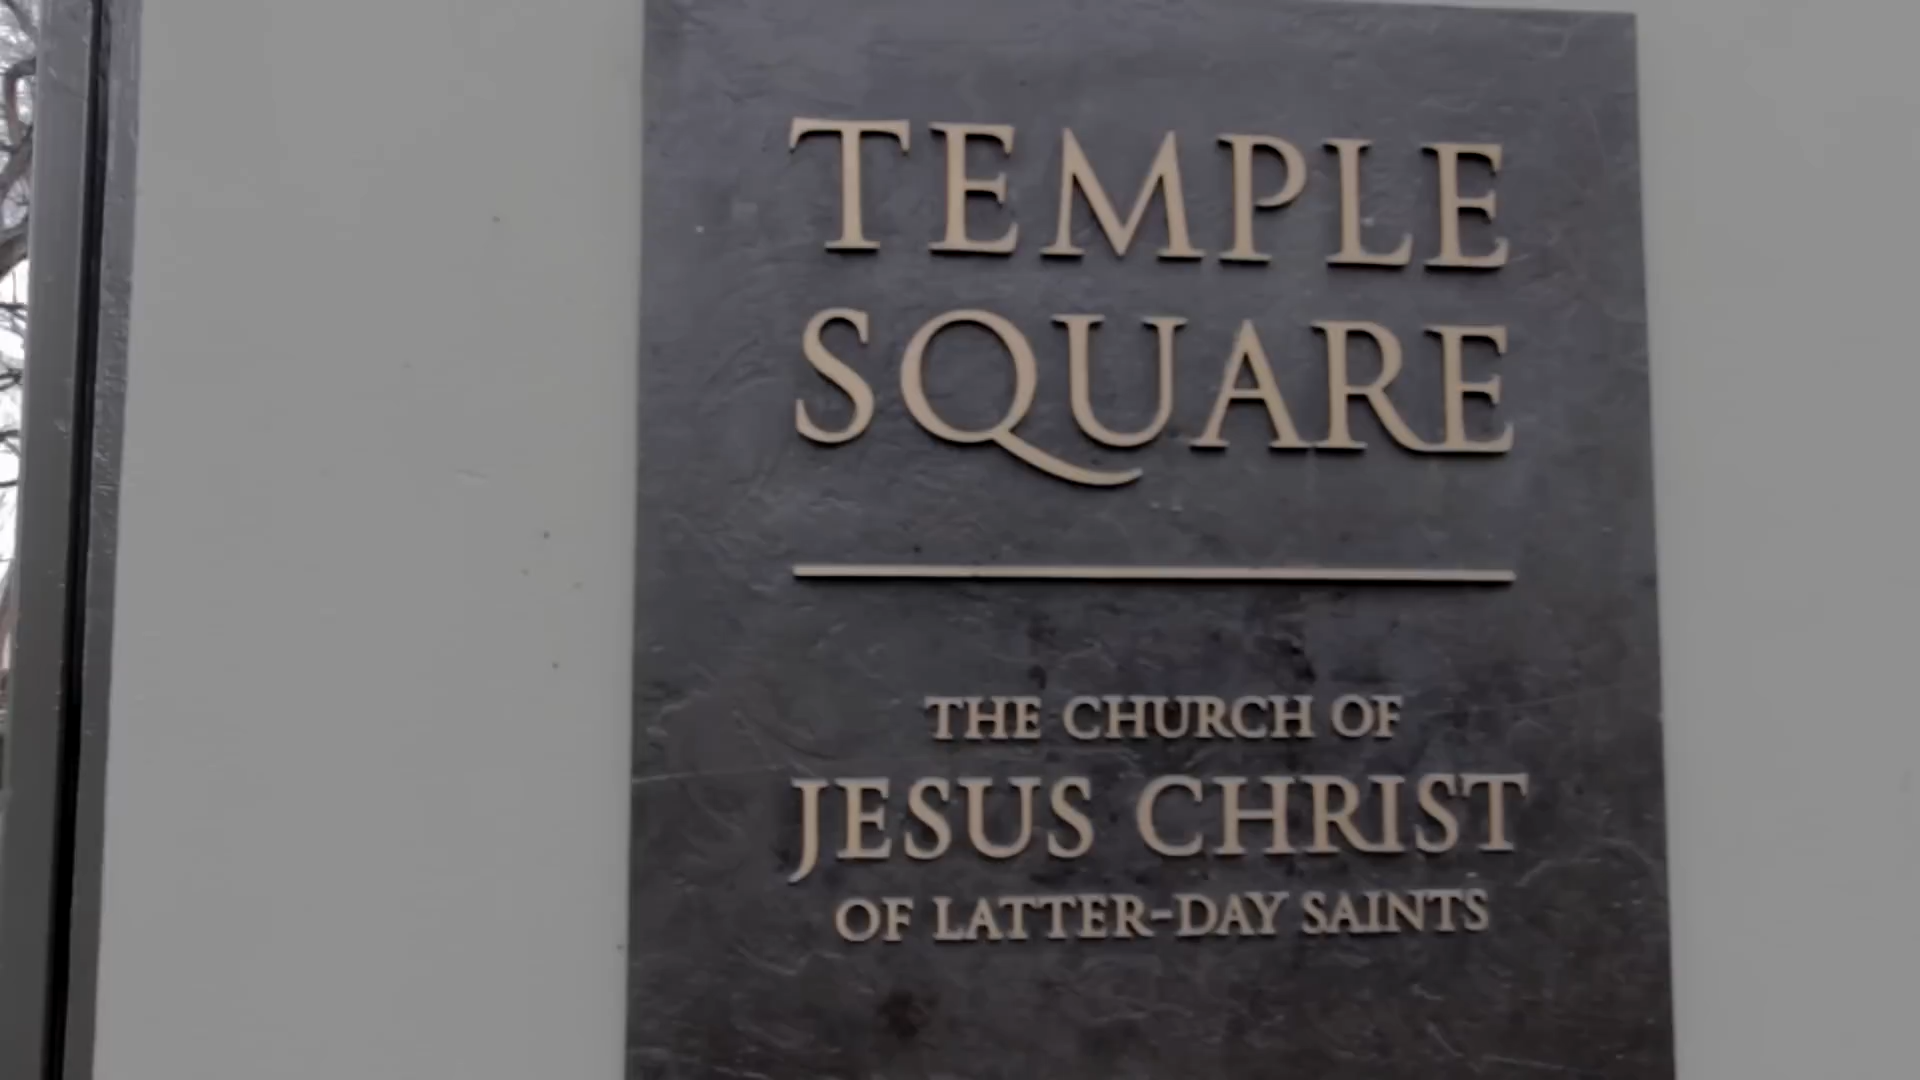 TEMPLE
SQUARE
THE CHURCH OF
JESUS CHRIST
OF LATTER-DAY SAINTS